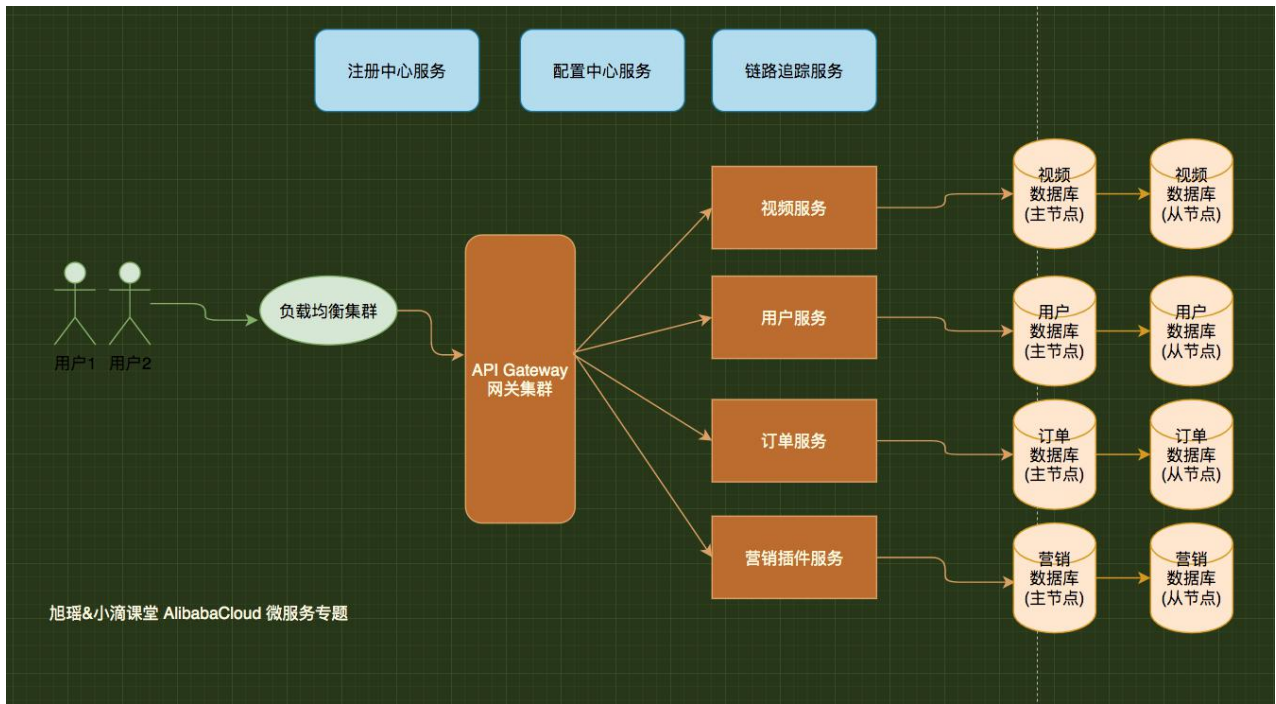 注册中心服务
配置中心服务
链路追踪服务
视频服务
视频
数据库
(主节点)
视频
数据库
(从节点)
用户1
用户2
负载均衡集群
API Gateway
网关集群
用户服务
用户
数据库
(主节点)
用户
数据库
(从节点)
订单服务
订单
数据库
(主节点)
订单
数据库
(从节点)
营销插件服务
营销
数据库
(主节点)
营销
数据库
(从节点)
旭瑶&小滴课堂 AlibabaCloud 微服务专题